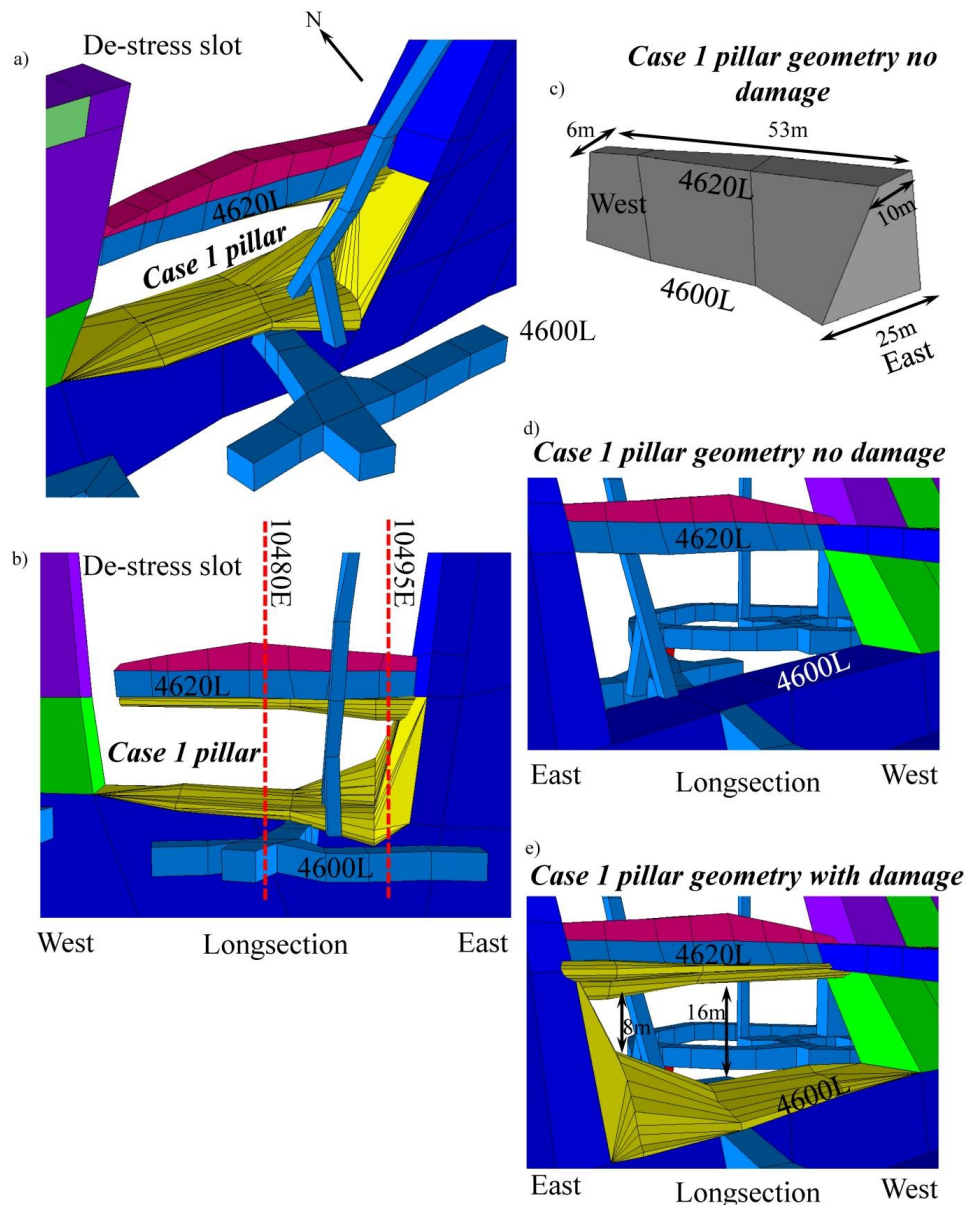 a)
De-stress slot
N
4620L
Case 1 pillar
4600L
b)
De-stress slot
10480E
10495E
4620L
Case 1 pillar
4600L
West
Longsection
East
c)
Case 1 pillar geometry no
damage
6m
53m
West
4620L
10m
4600L
25m
East
d)
Case 1 pillar geometry no damage
4620L
4600L
East
Longsection
West
e)
Case 1 pillar geometry with damage
4620L
8m
16m
4600L
East
Longsection
West